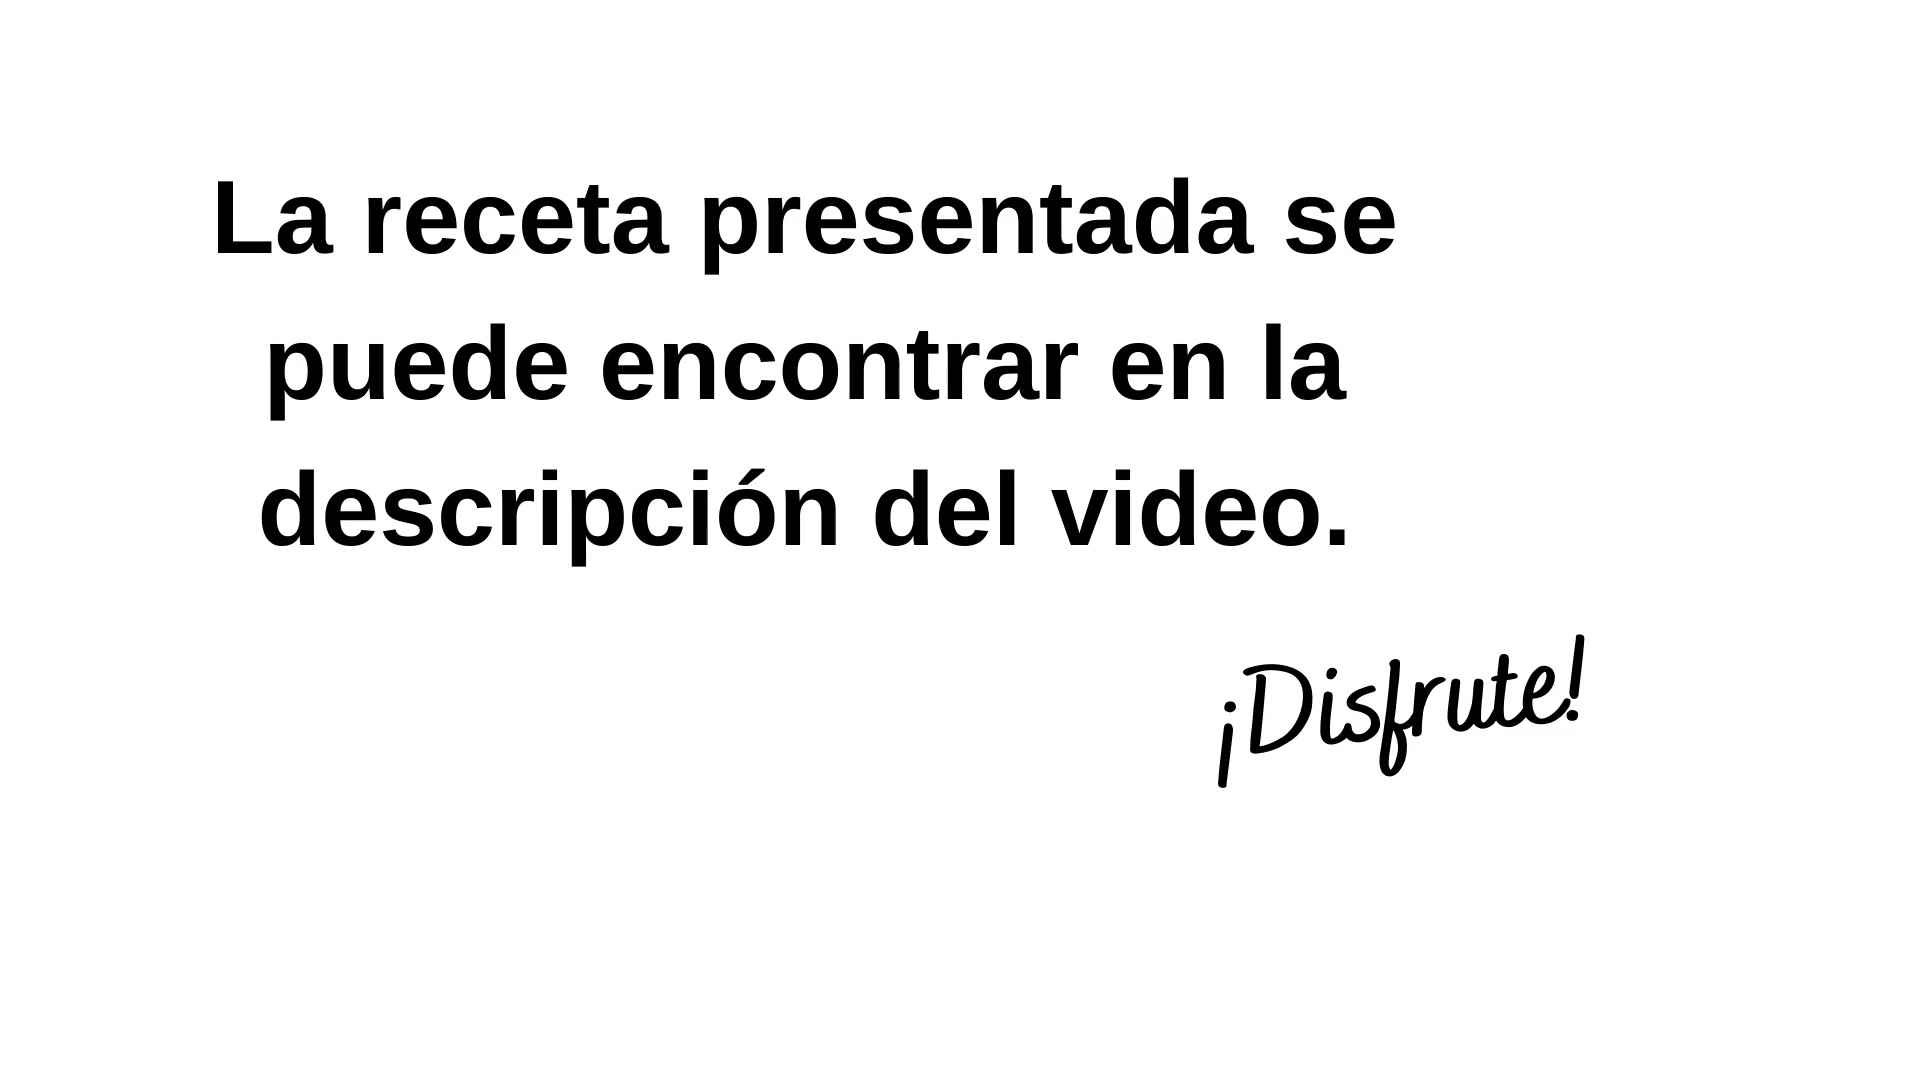 La receta presentada se
puede encontrar en la
descripción del video.
¡Disfrute!